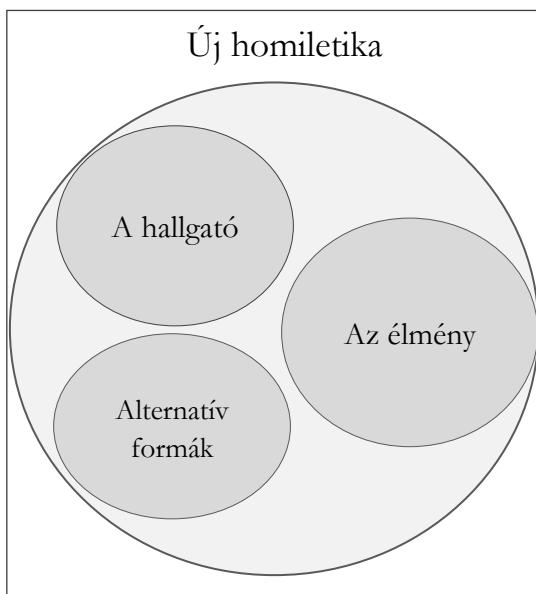 Új homiletika
A hallgató
Az élmény
Alternatív
formák